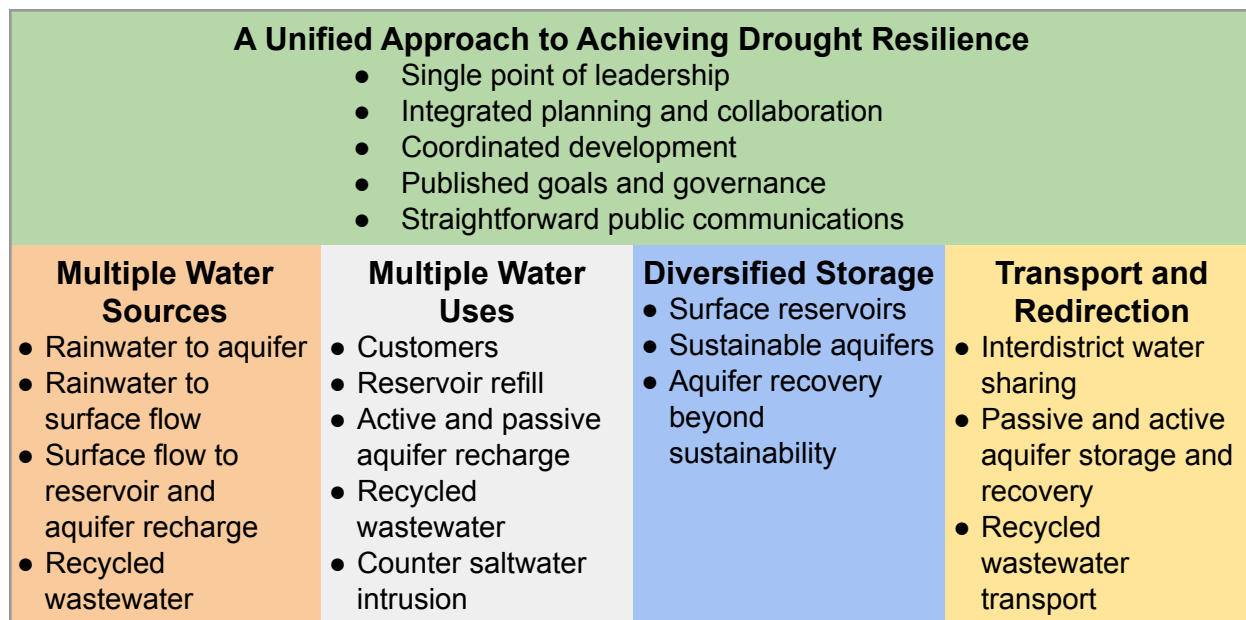 A Unified Approach to Achieving Drought Resilience
● Single point of leadership
● Integrated planning and collaboration
● Coordinated development
● Published goals and governance
● Straightforward public communications
Multiple Water
Sources
● Rainwater to aquifer
● Rainwater to
surface flow
● Surface flow to
reservoir and
aquifer recharge
● Recycled
wastewater
Multiple Water
Uses
● Customers
● Reservoir refill
● Active and passive
aquifer recharge
● Recycled
wastewater
● Counter saltwater
intrusion
Diversified Storage
● Surface reservoirs
● Sustainable aquifers
● Aquifer recovery
beyond
sustainability
Transport and
Redirection
● Interdistrict water
sharing
● Passive and active
aquifer storage and
recovery
● Recycled
wastewater
transport